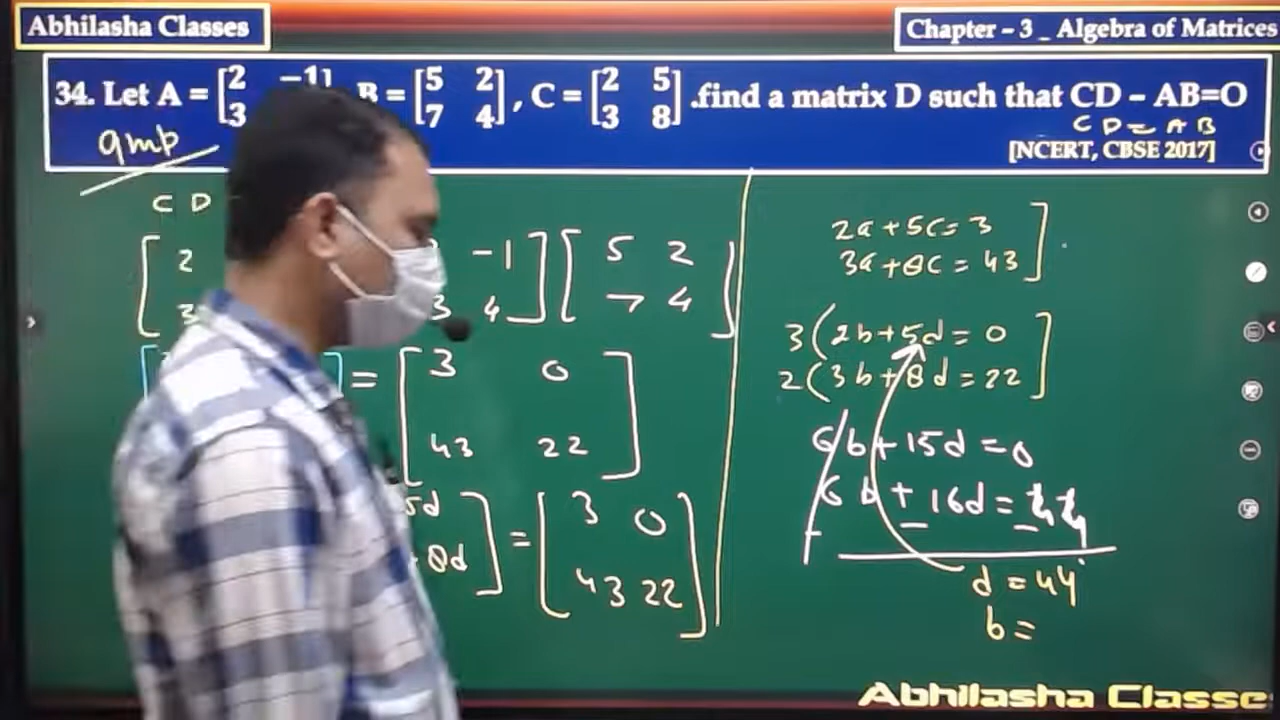 Abhilasha Classes
Chapter – 3 _ Algebra of Matrices
34. Let A = [2 −1] B = [5 2], C = [2 5] .find a matrix D such that CD – AB=O
3 7 4 3 8
qmp
CD = AB
[NCERT, CBSE 2017]
C D
[2 −1] [5 2]
3 3 4 7 4
= [3 0]
43 22
5d] = [3 0]
8d 43 22]
2a + 5c = 3]
3a + 8c = 43]
3(2b + 5d = 0]
2(3b + 8d = 22]
6b + 15d = 0
6b + 16d = 44
d = 44
b =
Abhilasha Classe